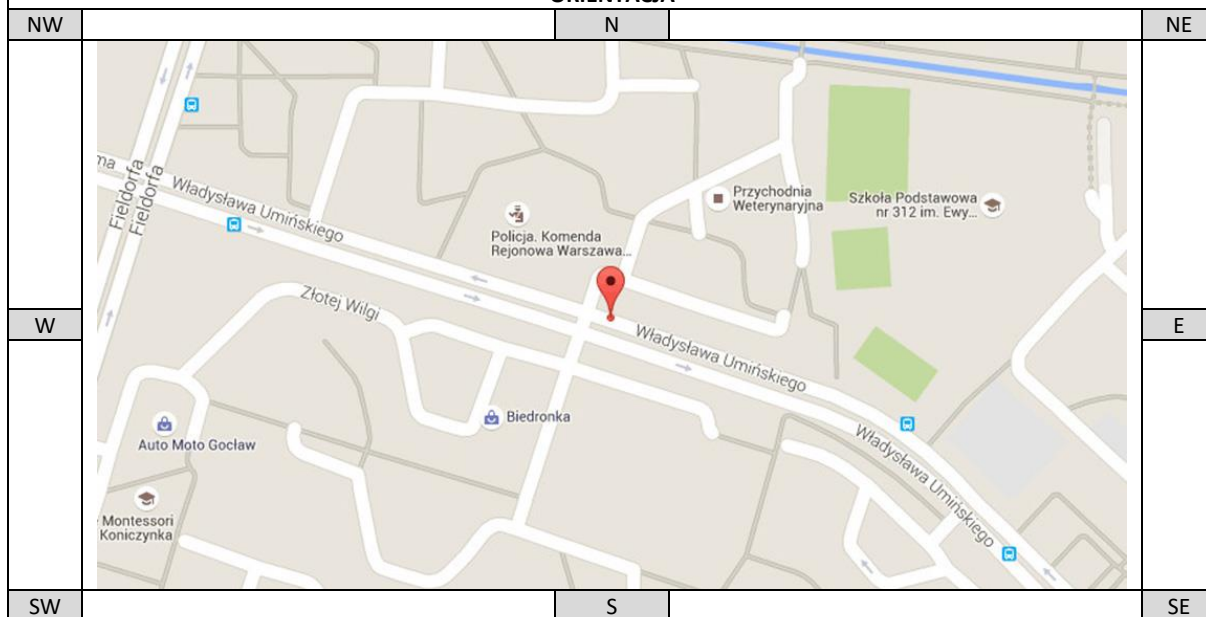 ORIENTACJA
NW
N
NE
ma
Fieldorfa
Fieldorfa
Władysława Umińskiego
Policja. Komenda
Rejonowa Warszawa...
Przychodnia
Weterynaryjna
Szkoła Podstawowa
nr 312 im. Ewy...
W
Złotej Wilgi
Władysława Umińskiego
E
Biedronka
Auto Moto Gocław
Władysława Umińskiego
Montessori
Koniczynka
SW
S
SE